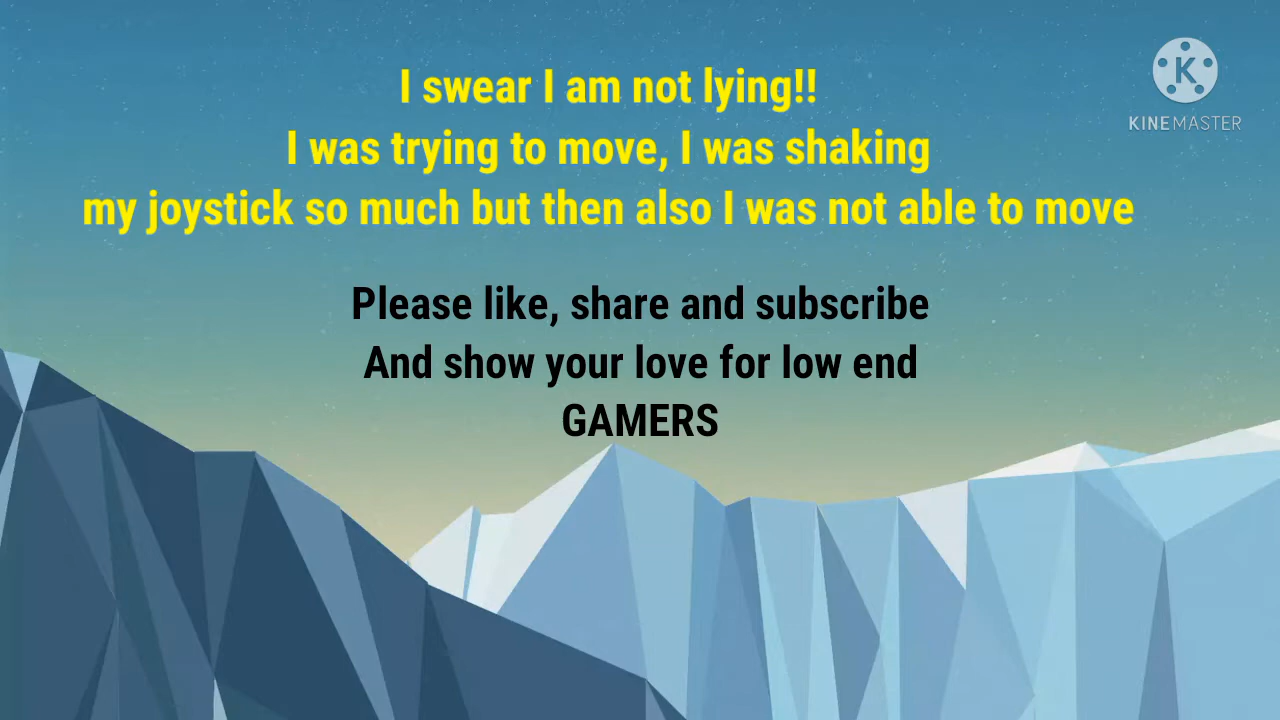 I swear I am not lying!!
I was trying to move, I was shaking
my joystick so much but then also I was not able to move
Please like, share and subscribe
And show your love for low end
GAMERS
K
KINEMASTER